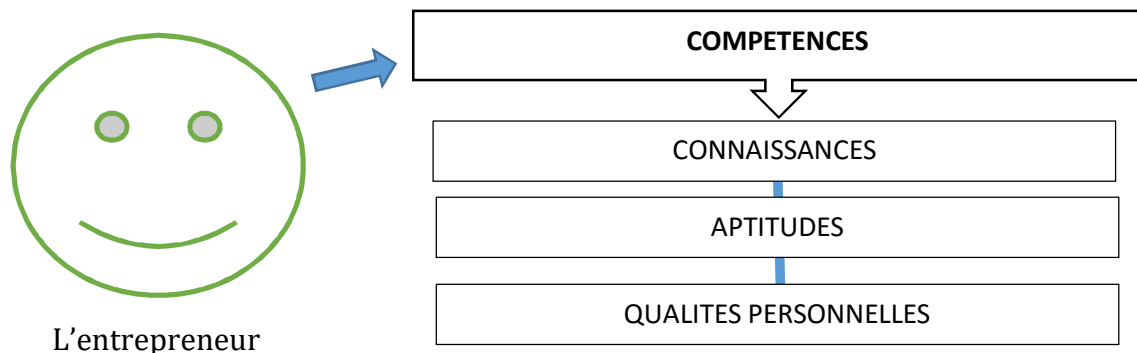 COMPETENCES
CONNAISSANCES
APTITUDES
QUALITES PERSONNELLES
L’entrepreneur